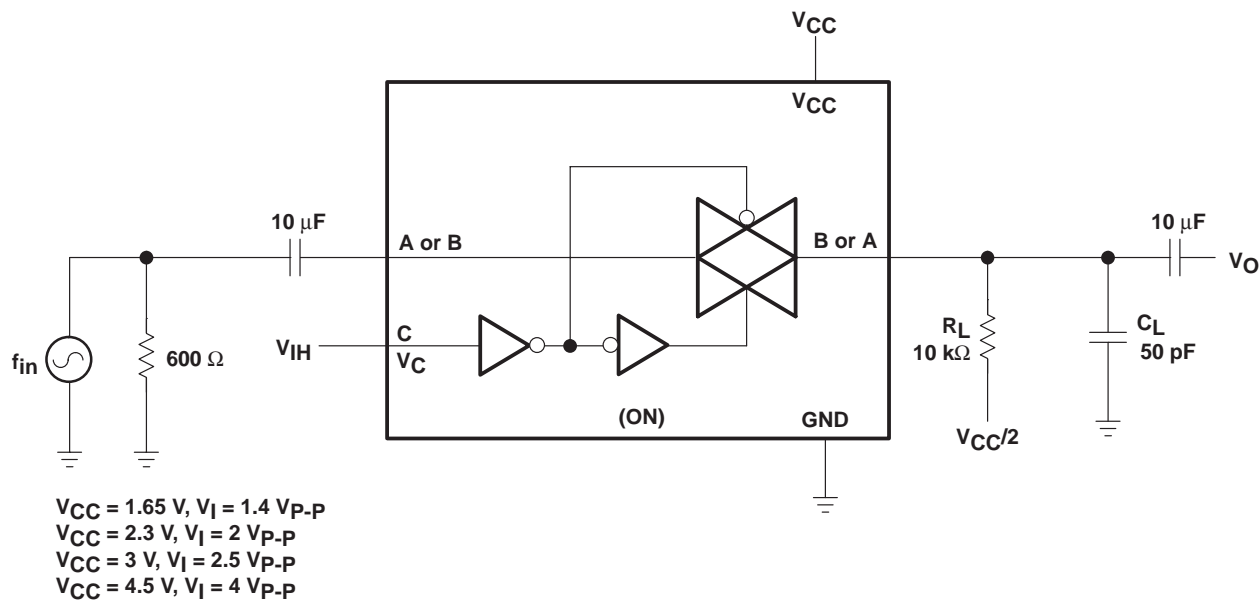 VCC
VCC
10 μF
A or B
B or A
10 μF
VO
fin
600 Ω
VIH
C
VC
RL
10 kΩ
CL
50 pF
(ON)
GND
VCC/2
VCC = 1.65 V, VI = 1.4 VP-P
VCC = 2.3 V, VI = 2 VP-P
VCC = 3 V, VI = 2.5 VP-P
VCC = 4.5 V, VI = 4 VP-P